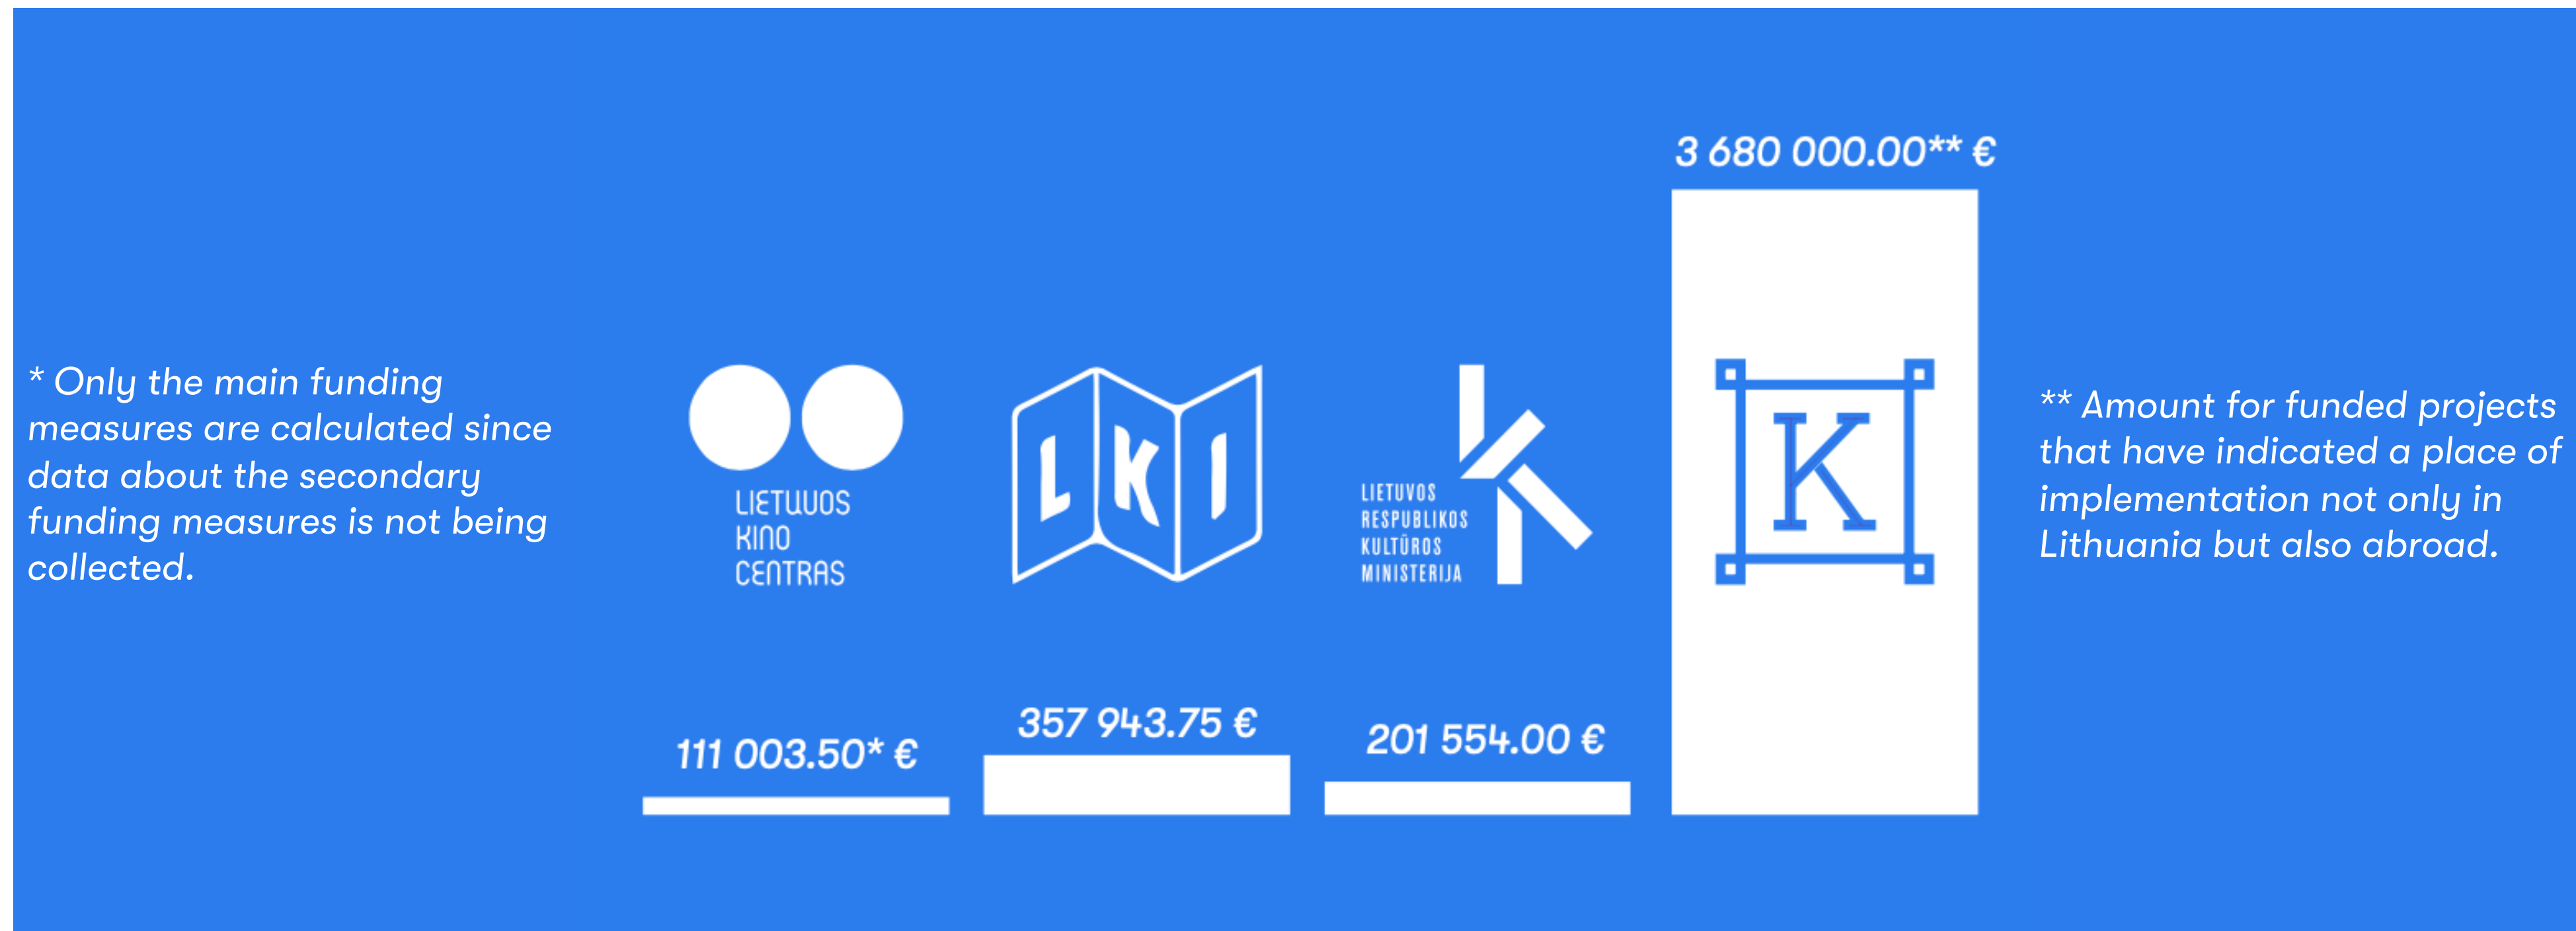 * Only the main funding
measures are calculated since
data about the secondary
funding measures is not being
collected.
LIETUVOS
KINO
CENTRAS
111 003.50* €
LKI
357 943.75 €
LIETUVOS
RESPUBLIKOS
KULTŪROS
MINISTERIJA
201 554.00 €
3 680 000.00** €
K
** Amount for funded projects
that have indicated a place of
implementation not only in
Lithuania but also abroad.